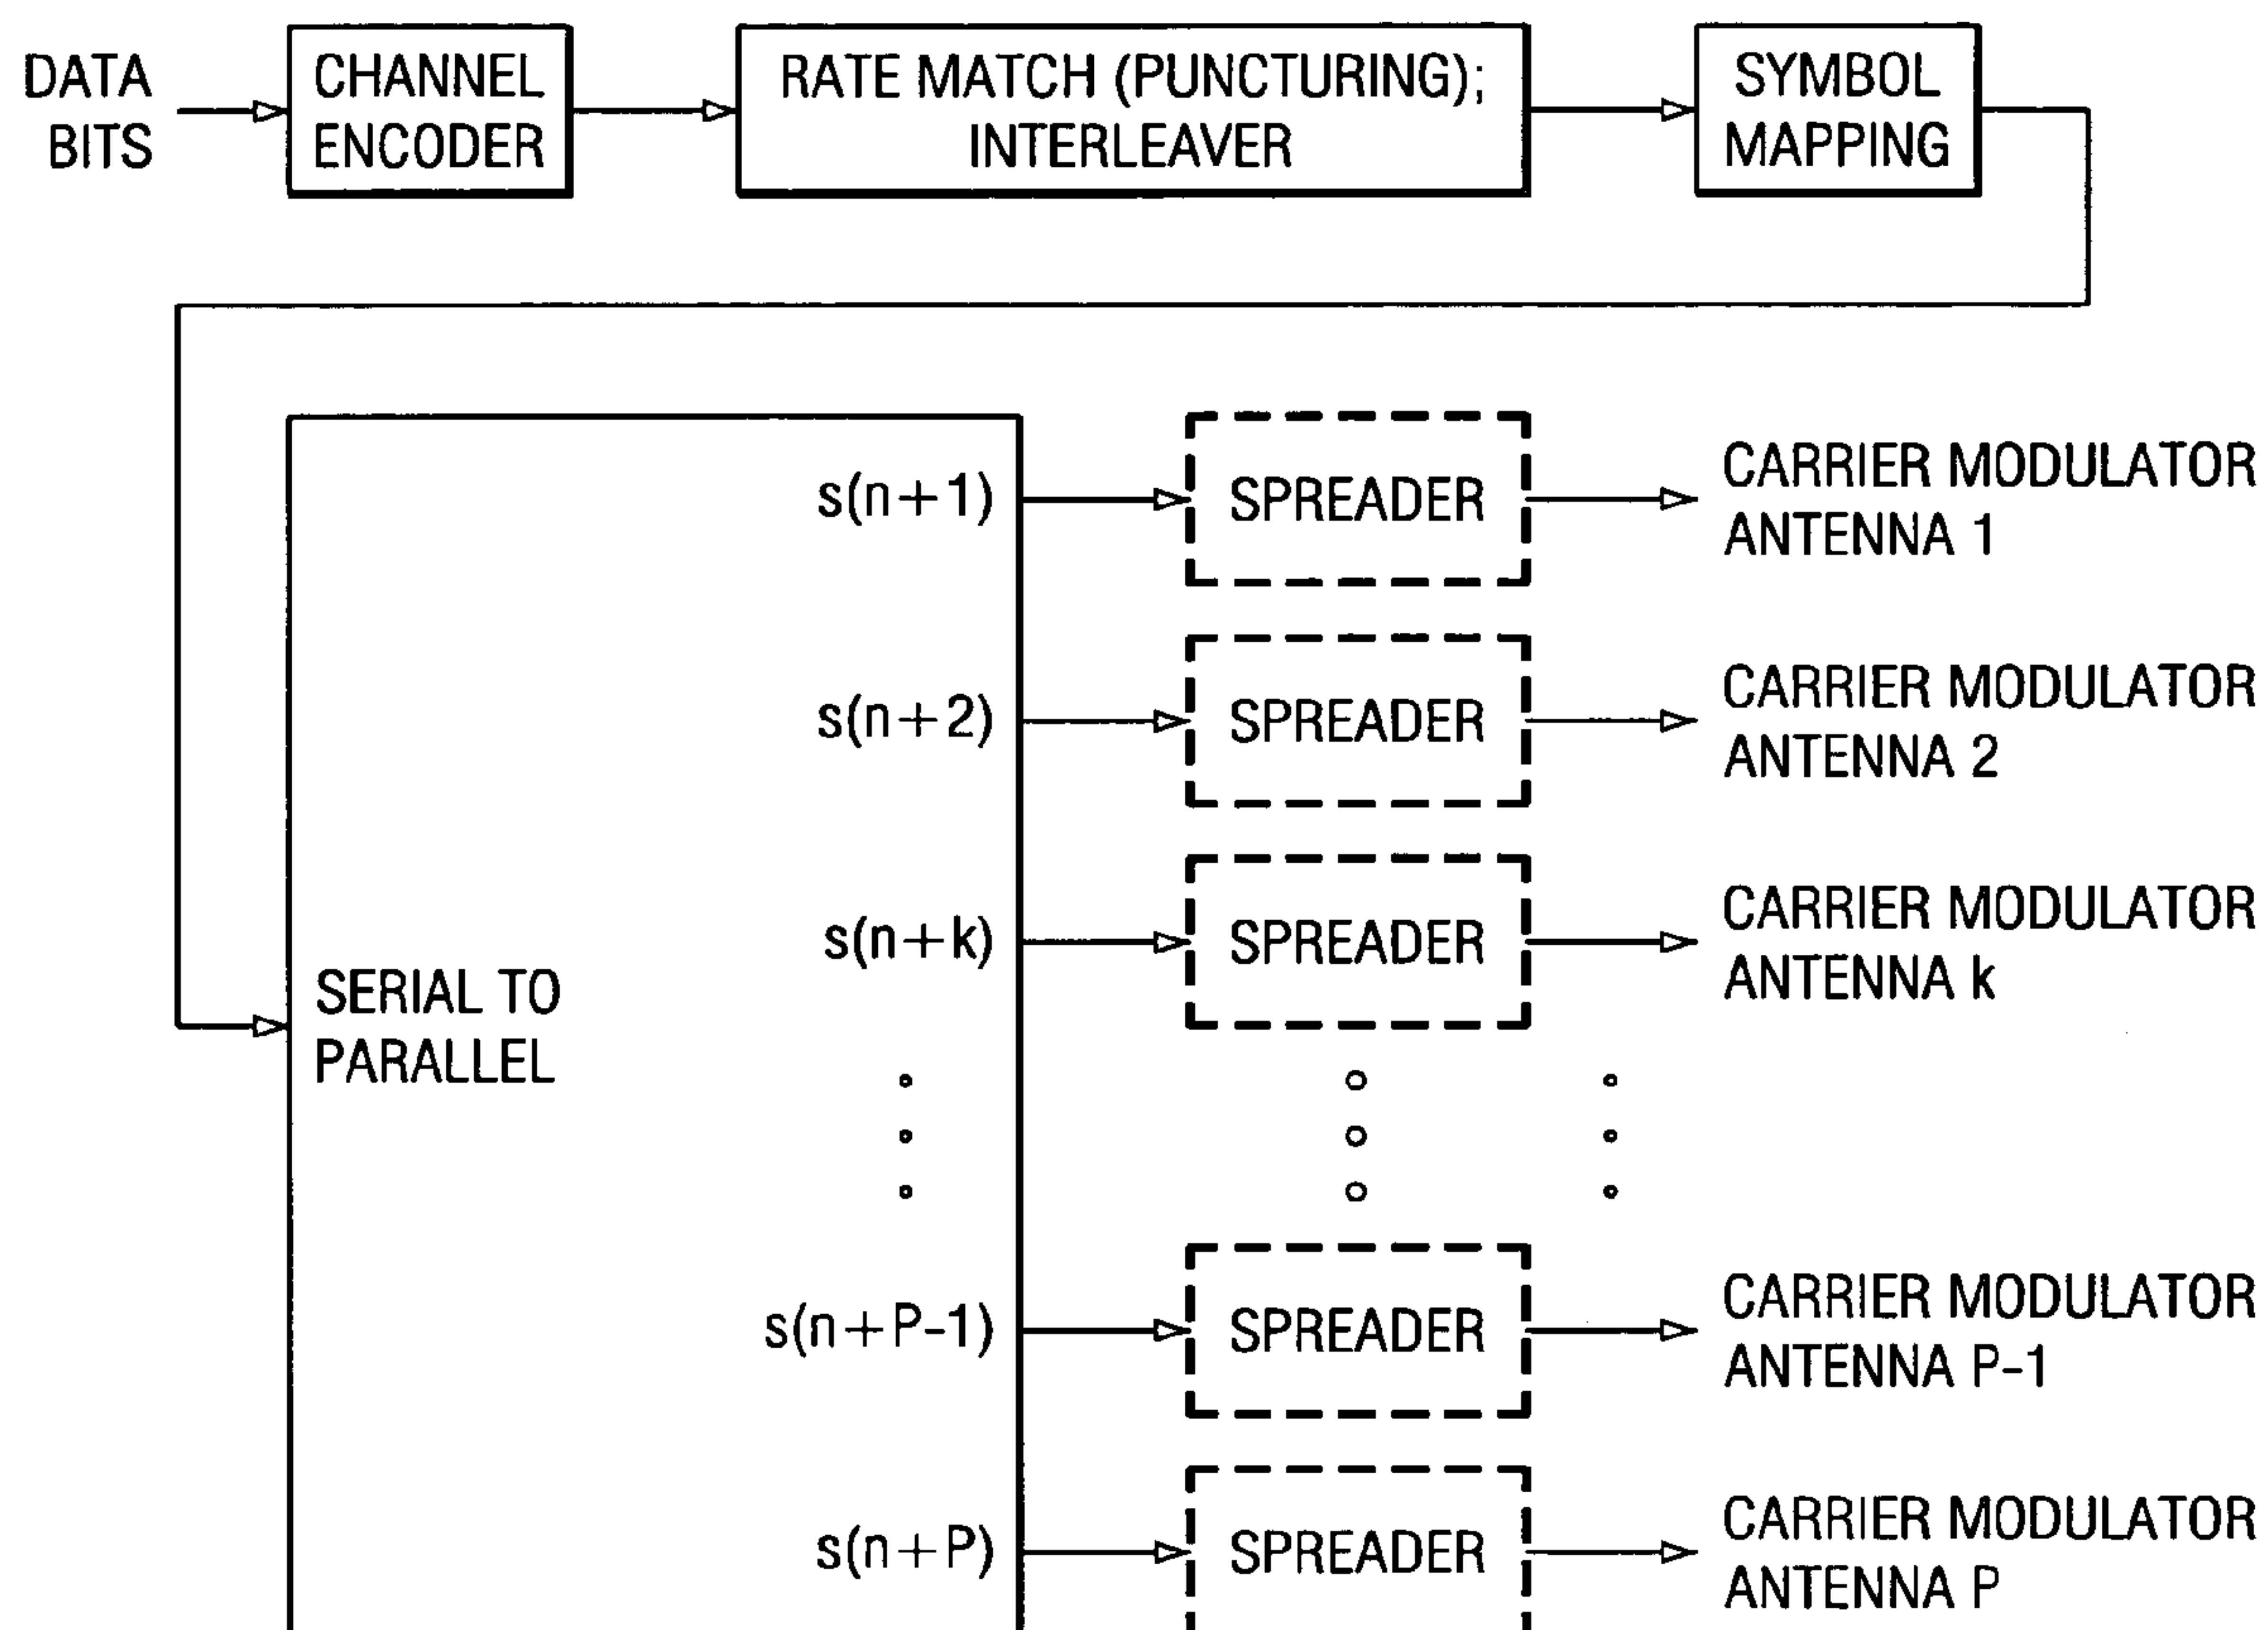 DATA
BITS
CHANNEL
ENCODER
RATE MATCH (PUNCTURING);
INTERLEAVER
SYMBOL
MAPPING
SERIAL TO
PARALLEL
s(n+1)
SPREADER
CARRIER MODULATOR
ANTENNA 1
s(n+2)
SPREADER
CARRIER MODULATOR
ANTENNA 2
s(n+k)
SPREADER
CARRIER MODULATOR
ANTENNA k
s(n+P-1)
SPREADER
CARRIER MODULATOR
ANTENNA P-1
s(n+P)
SPREADER
CARRIER MODULATOR
ANTENNA P